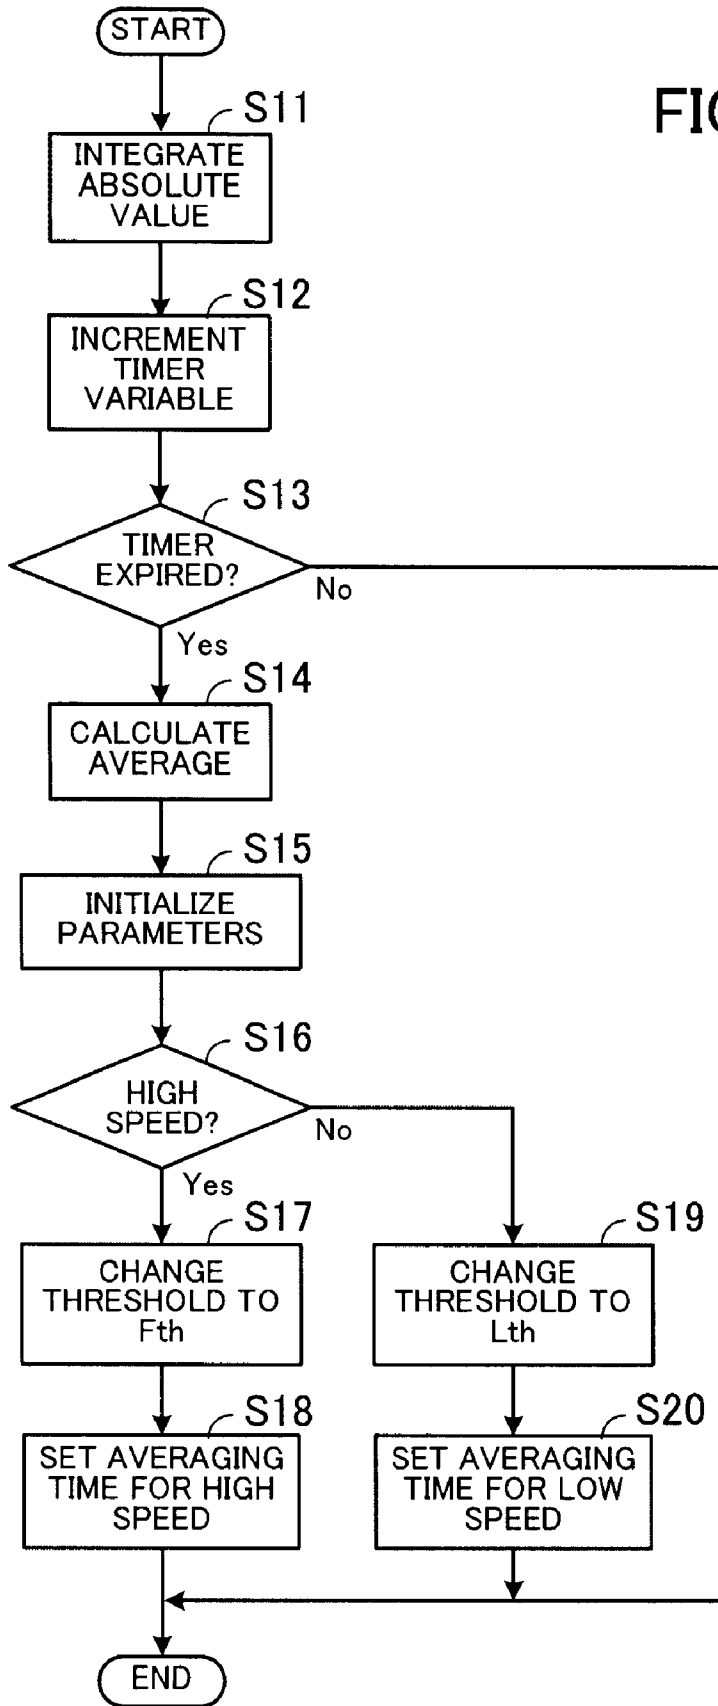 START
S11
FIG
INTEGRATE
ABSOLUTE
VALUE
S12
INCREMENT
TIMER
VARIABLE
S13
TIMER
EXPIRED?
No
Yes
S14
CALCULATE
AVERAGE
S15
INITIALIZE
PARAMETERS
S16
HIGH
SPEED?
No
Yes
S17
CHANGE
THRESHOLD TO
Fth
S19
CHANGE
THRESHOLD TO
Lth
S18
SET AVERAGING
TIME FOR HIGH
SPEED
S20
SET AVERAGING
TIME FOR LOW
SPEED
END